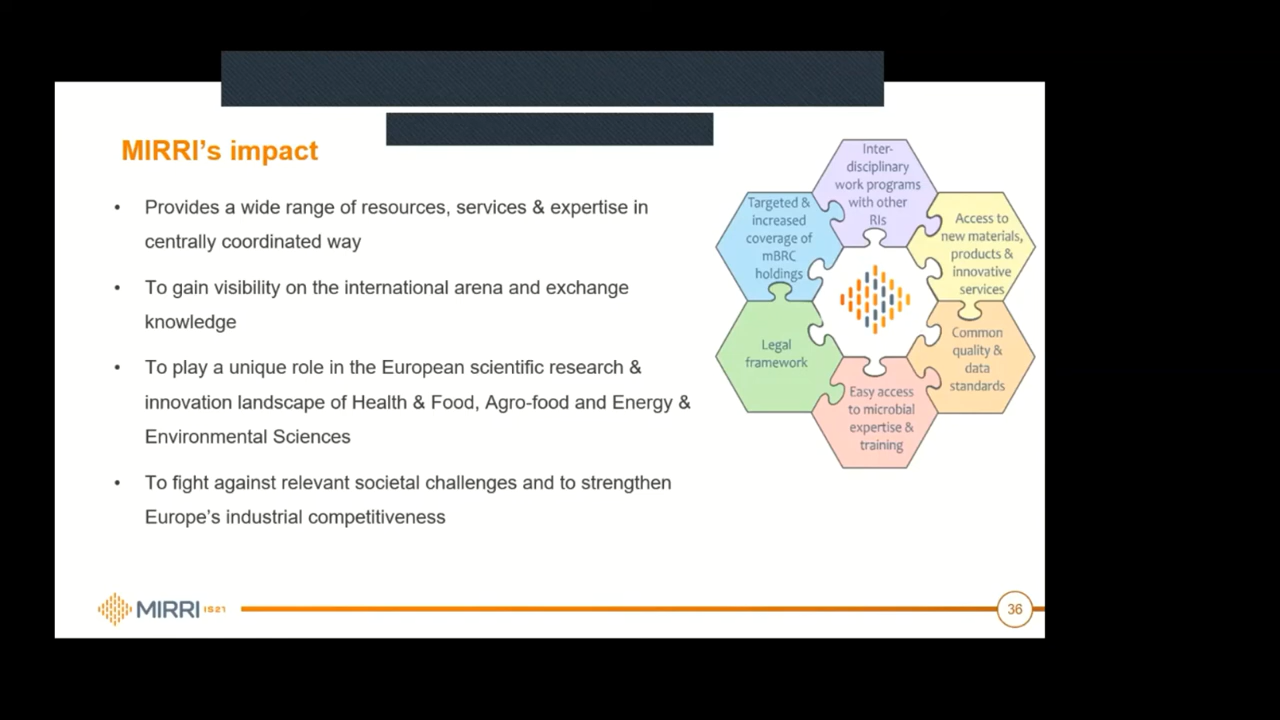 MIRRI's impact
• Provides a wide range of resources, services & expertise in
centrally coordinated way
• To gain visibility on the international arena and exchange
knowledge
• To play a unique role in the European scientific research &
innovation landscape of Health & Food, Agro-food and Energy &
Environmental Sciences
• To fight against relevant societal challenges and to strengthen
Europe's industrial competitiveness
Inter-
disciplinary
work programs
with other
RIs
Targeted &
increased
coverage of
mBRC
holdings
Access to
new materials,
products &
innovative
services
Legal
framework
Common
quality &
data
standards
Easy access
to microbial
expertise &
training
MIRRI IS21
36